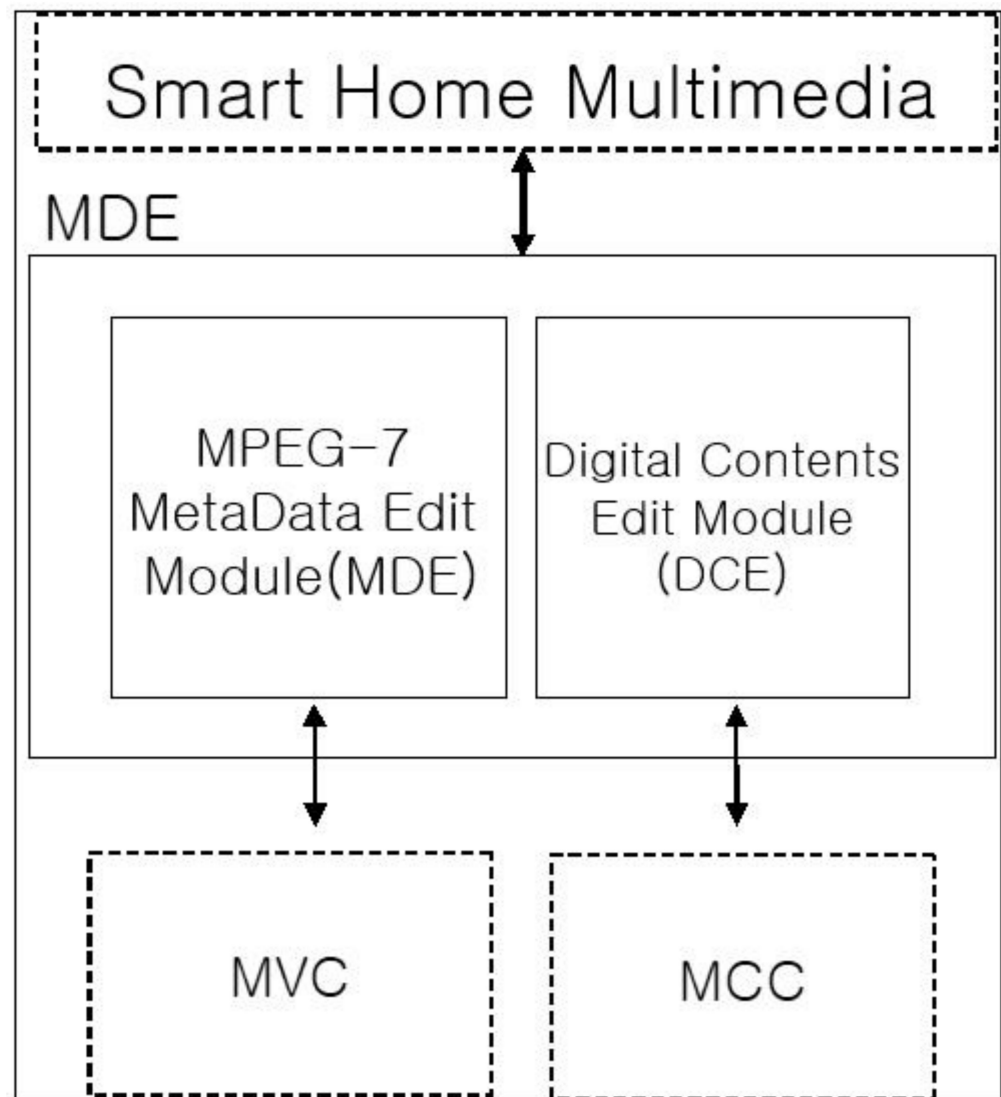 Smart Home Multimedia
MDE
MPEG-7
MetaData Edit
Module(MDE)
Digital Contents
Edit Module
(DCE)
MVC
MCC